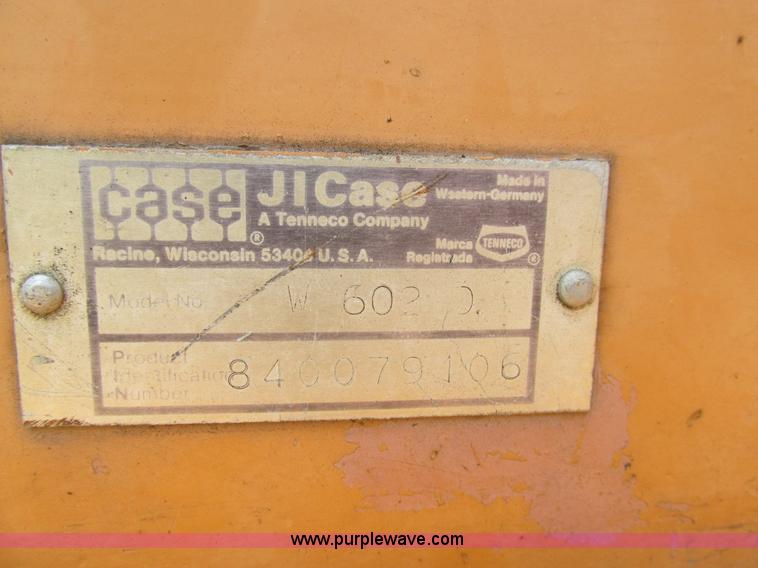 case
®
JI Case
A Tenneco Company
Made in
Western-Germany
Racine, Wisconsin 53404 U.S.A.
Marca
Registrada
TENNECO
®
Model No. W 602 D
Product
Identification
Number 840079106
www.purplewave.com